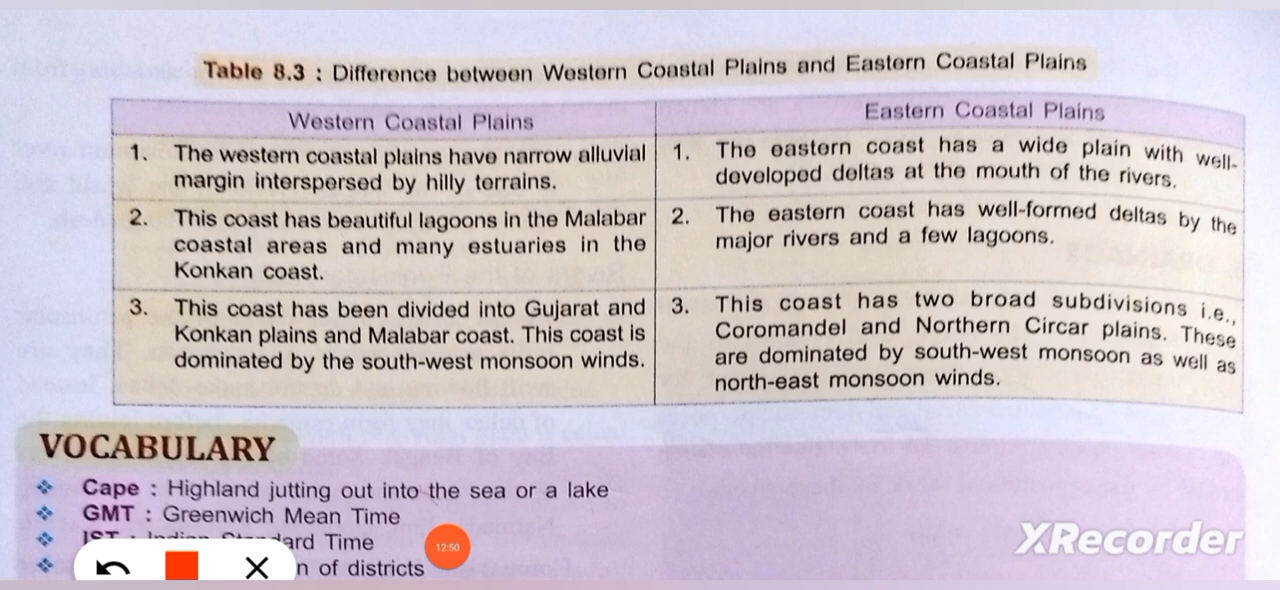 Table 8.3 : Difference between Western Coastal Plains and Eastern Coastal Plains
Western Coastal Plains
1. The western coastal plains have narrow alluvial
margin interspersed by hilly terrains.
2. This coast has beautiful lagoons in the Malabar
coastal areas and many estuaries in the
Konkan coast.
3. This coast has been divided into Gujarat and
Konkan plains and Malabar coast. This coast is
dominated by the south-west monsoon winds.
Eastern Coastal Plains
1. The eastern coast has a wide plain with well-
developed deltas at the mouth of the rivers.
2. The eastern coast has well-formed deltas by the
major rivers and a few lagoons.
3. This coast has two broad subdivisions i.e.,
Coromandel and Northern Circar plains. These
are dominated by south-west monsoon as well as
north-east monsoon winds.
VOCABULARY
❖ Cape : Highland jutting out into the sea or a lake
❖ GMT : Greenwich Mean Time
❖ IST : Indian Standard Time
❖ n of districts
12:50
XRecorder